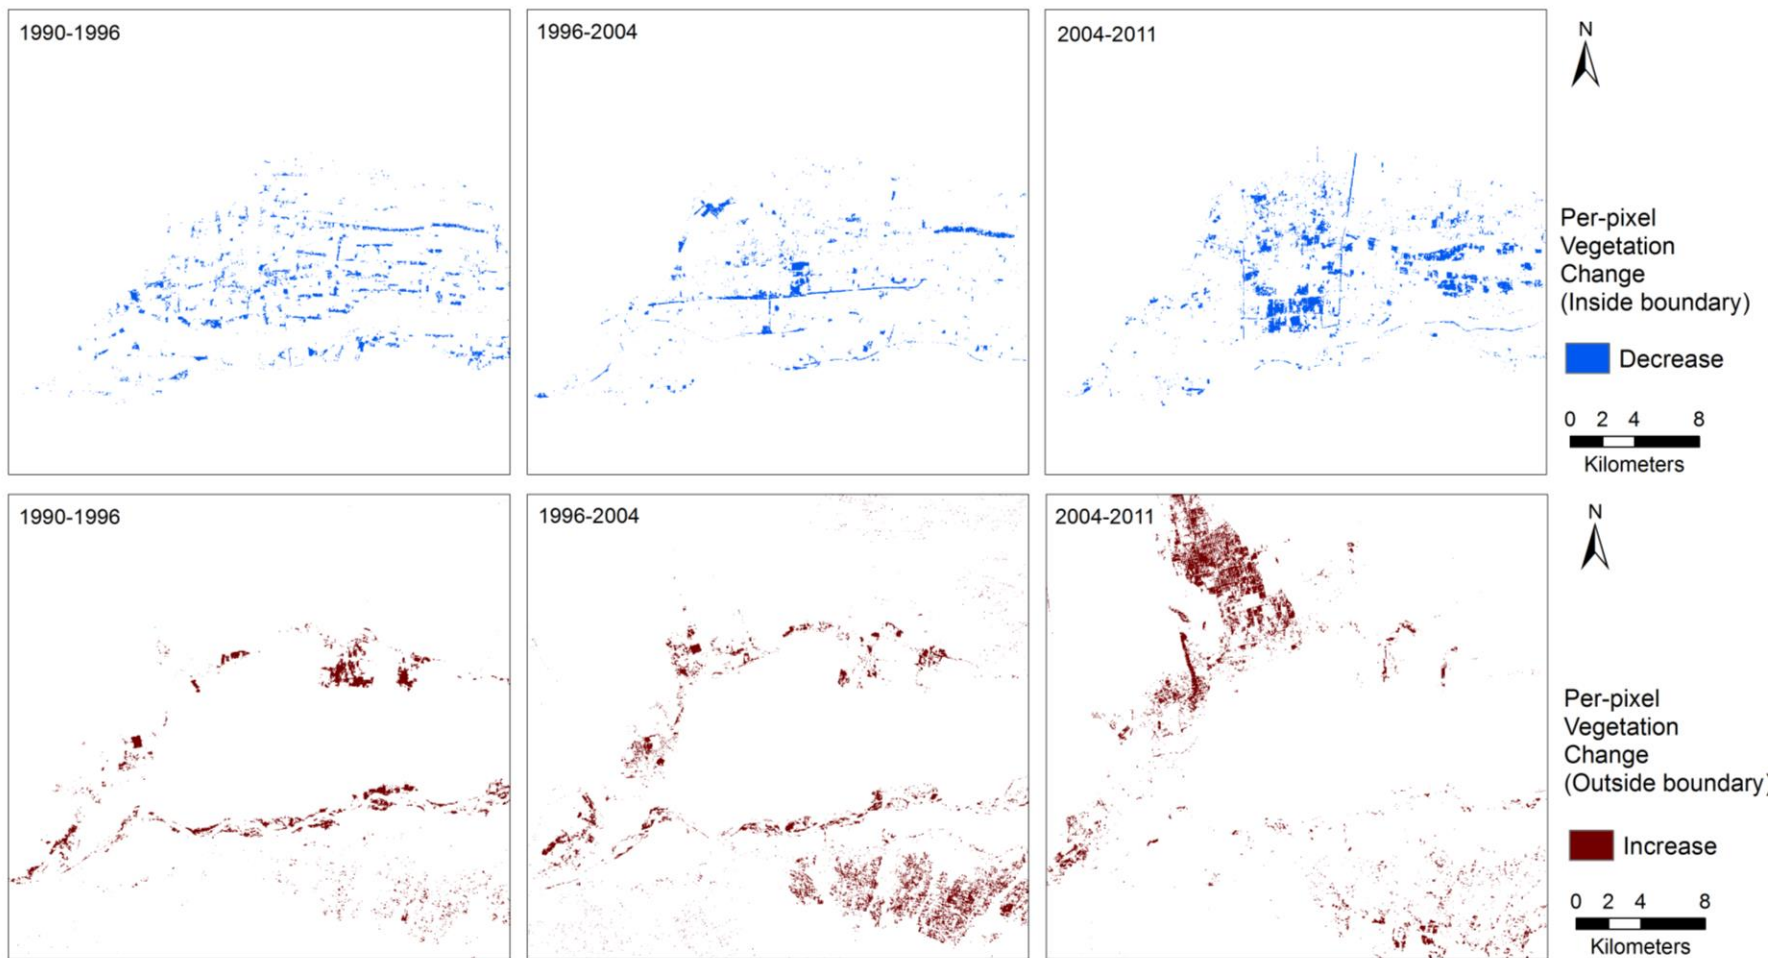 1990-1996
1996-2004
2004-2011
N
Per-pixel
Vegetation
Change
(Inside boundary)
Decrease
0 2 4 8
Kilometers
1990-1996
1996-2004
2004-2011
N
Per-pixel
Vegetation
Change
(Outside boundary)
Increase
0 2 4 8
Kilometers